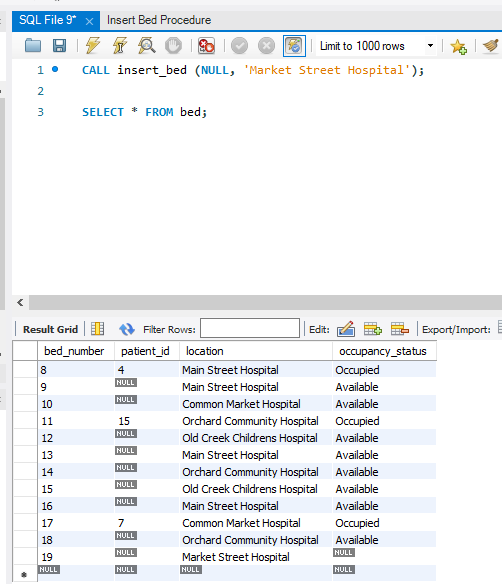 SQL File 9* × Insert Bed Procedure
Limit to 1000 rows
1 CALL insert_bed (NULL, 'Market Street Hospital');
2
3 SELECT * FROM bed;
Result Grid Filter Rows: Edit: Export/Import:
bed_number patient_id location occupancy_status
8 4 Main Street Hospital Occupied
9 NULL Main Street Hospital Available
10 NULL Common Market Hospital Available
11 15 Orchard Community Hospital Occupied
12 NULL Old Creek Childrens Hospital Available
13 NULL Main Street Hospital Available
14 NULL Orchard Community Hospital Available
15 NULL Old Creek Childrens Hospital Available
16 NULL Main Street Hospital Available
17 7 Common Market Hospital Occupied
18 NULL Orchard Community Hospital Available
19 NULL Market Street Hospital NULL
NULL NULL NULL NULL